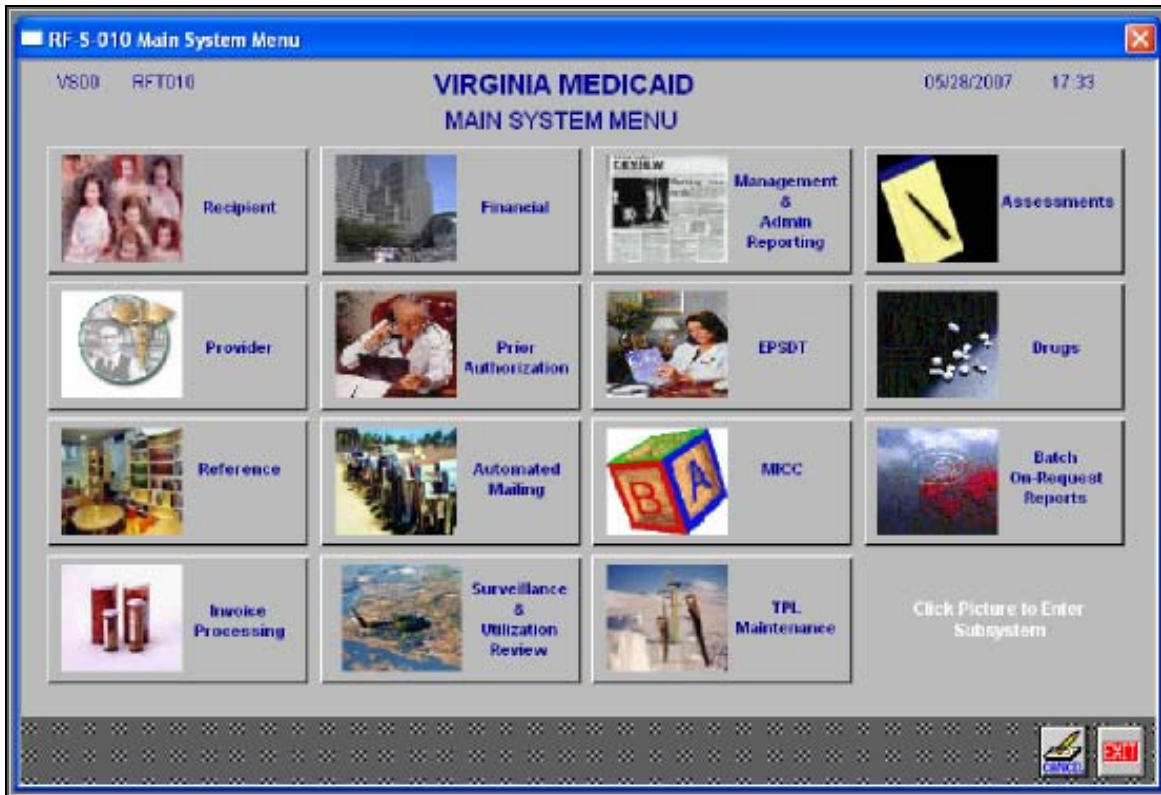 RF-S-010 Main System Menu
VS00 RFT010
VIRGINIA MEDICAID
05/28/2007 17:33
MAIN SYSTEM MENU
Recipient
Financial
Management
&
Admin
Reporting
Assessments
Provider
Prior
Authorization
EPSDT
Drugs
Reference
Automated
Mailing
MICC
Batch
On-Request
Reports
Invoice
Processing
Surveillance
&
Utilization
Review
TPL
Maintenance
Click Picture to Enter
Subsystem
CANCEL
EXIT